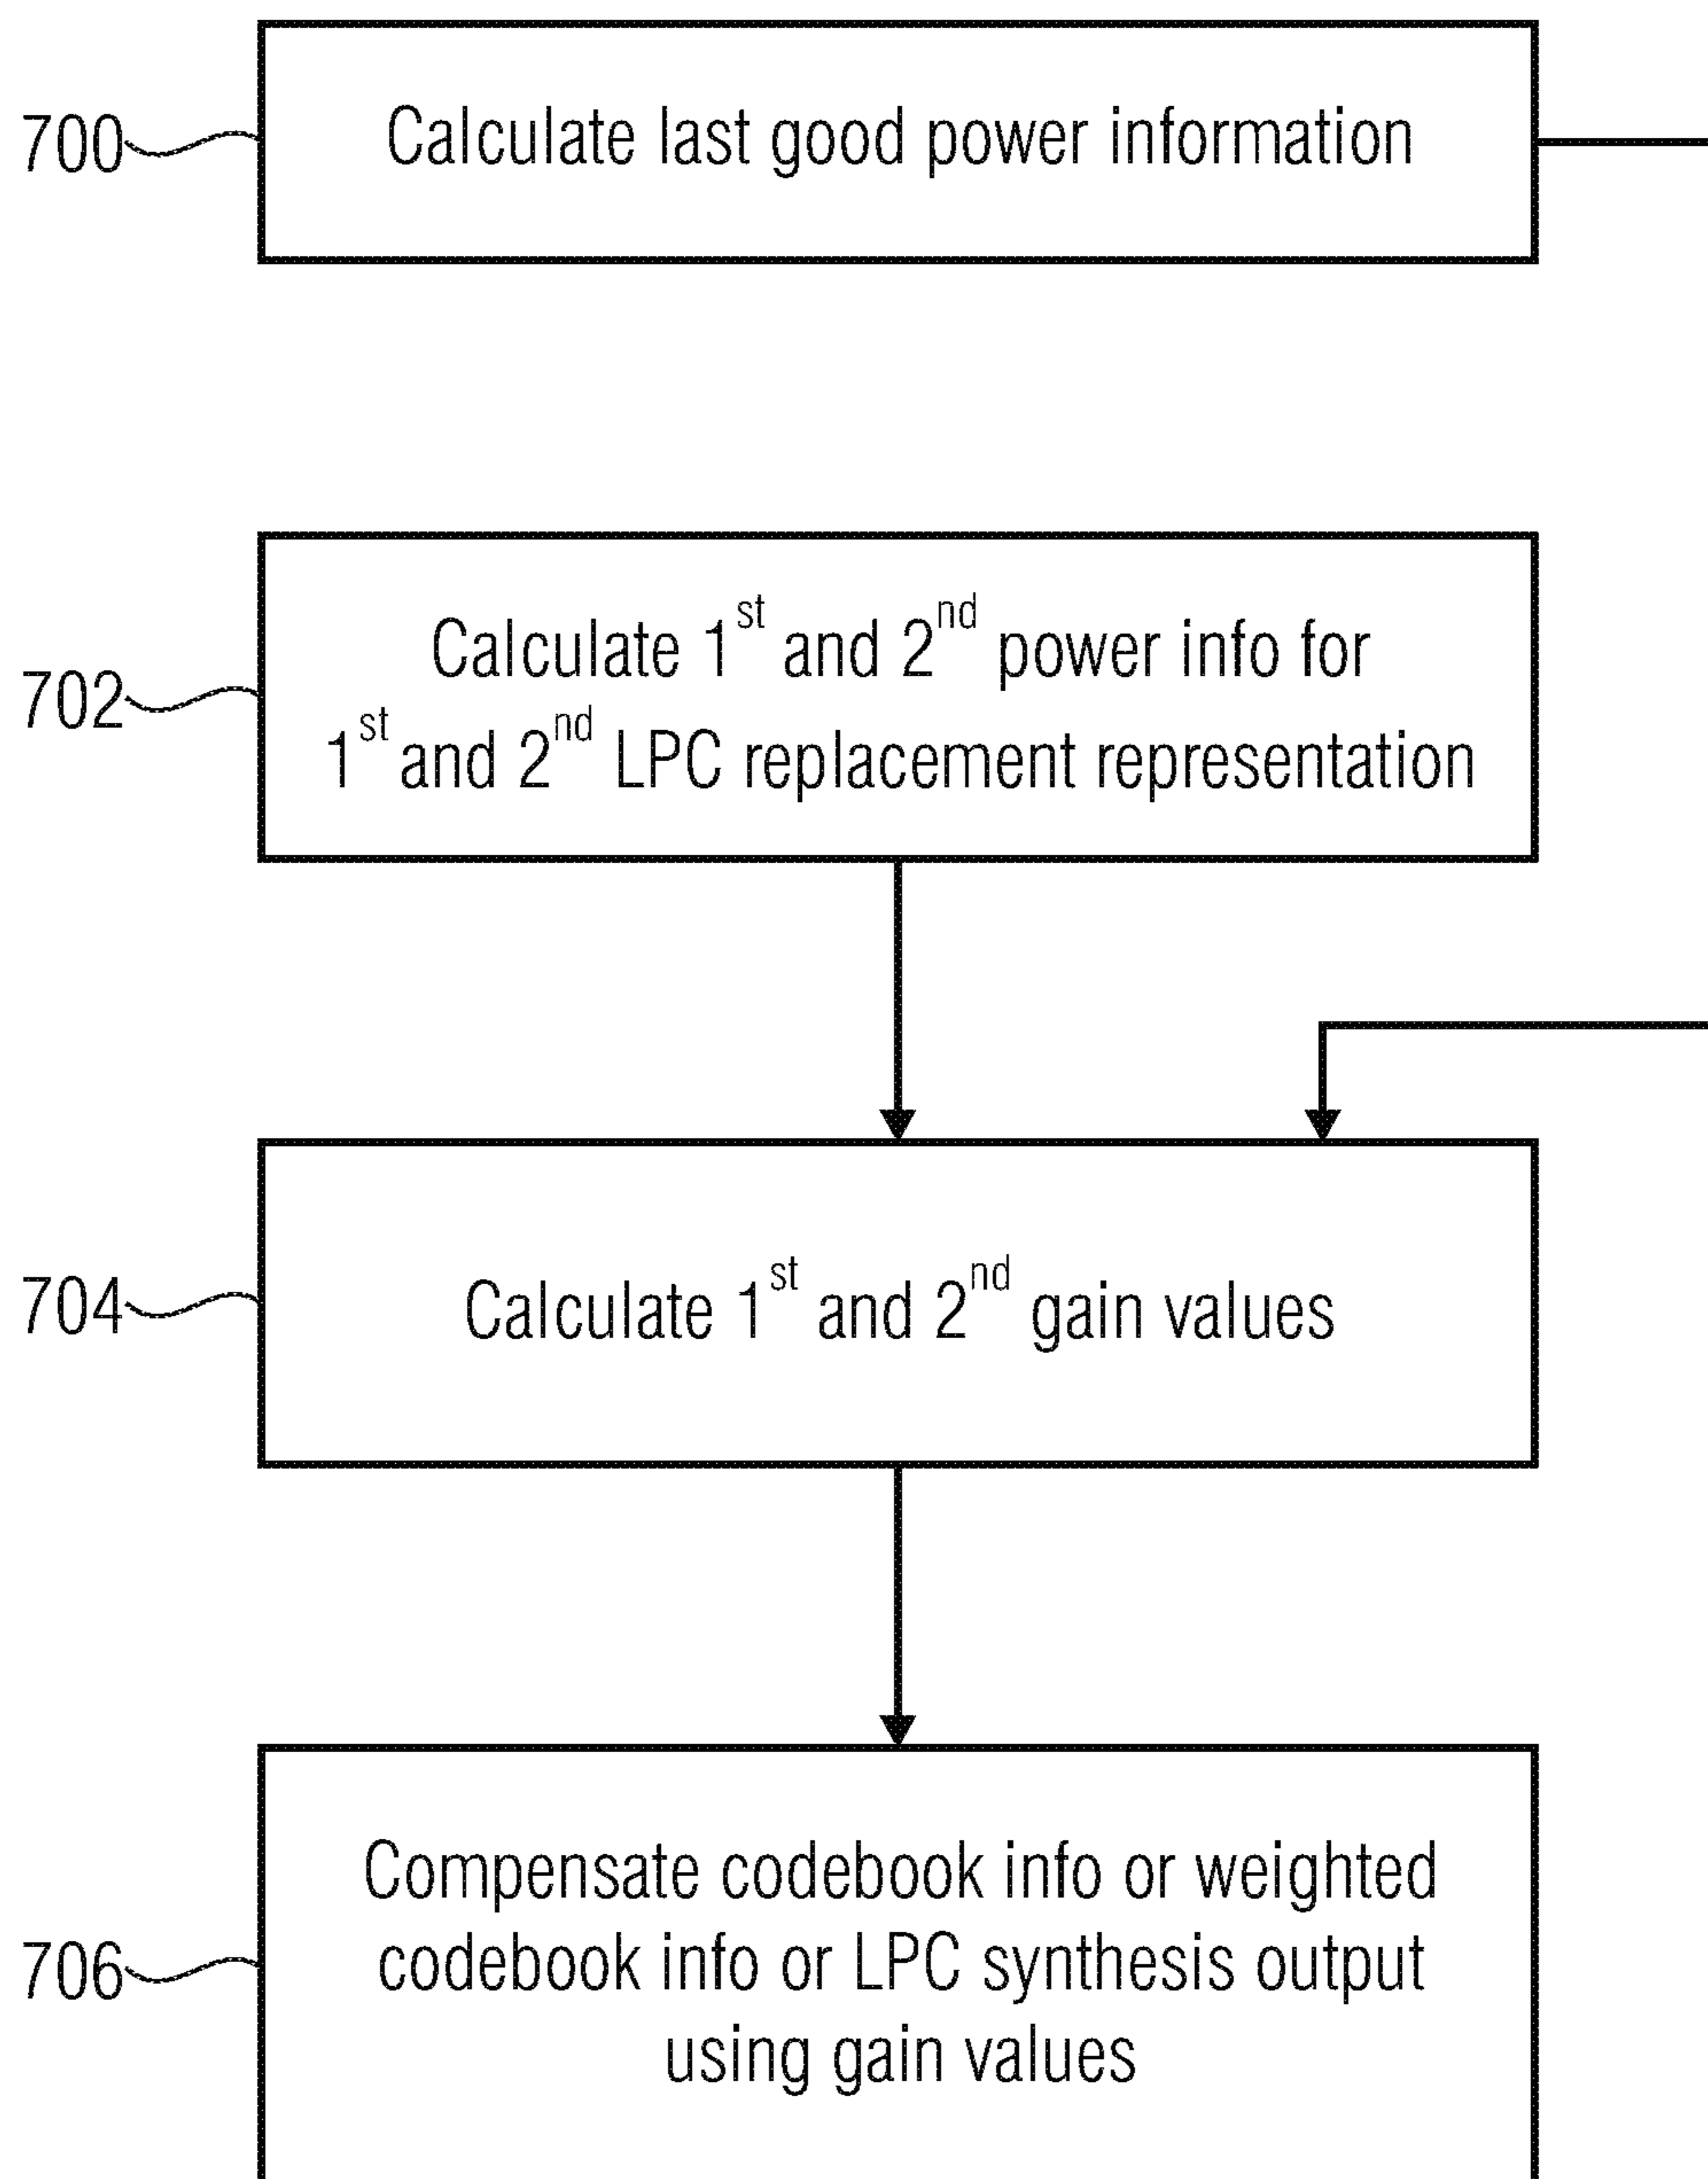 700
Calculate last good power information
702
Calculate 1st and 2nd power info for
1st and 2nd LPC replacement representation
704
Calculate 1st and 2nd gain values
706
Compensate codebook info or weighted
codebook info or LPC synthesis output
using gain values